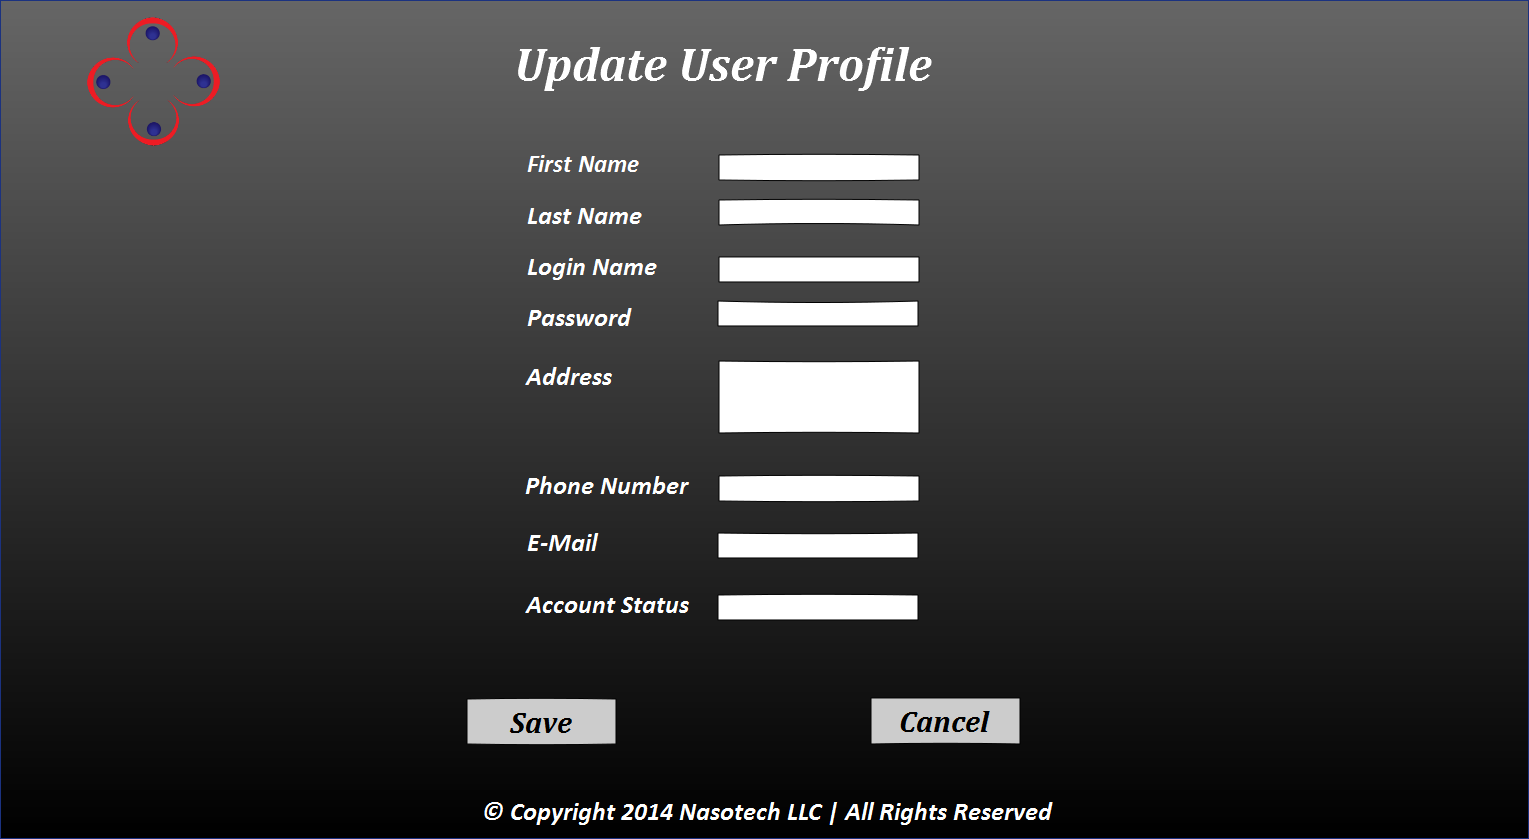 Update User Profile
First Name
Last Name
Login Name
Password
Address
Phone Number
E-Mail
Account Status
Save
Cancel
© Copyright 2014 Nasotech LLC | All Rights Reserved